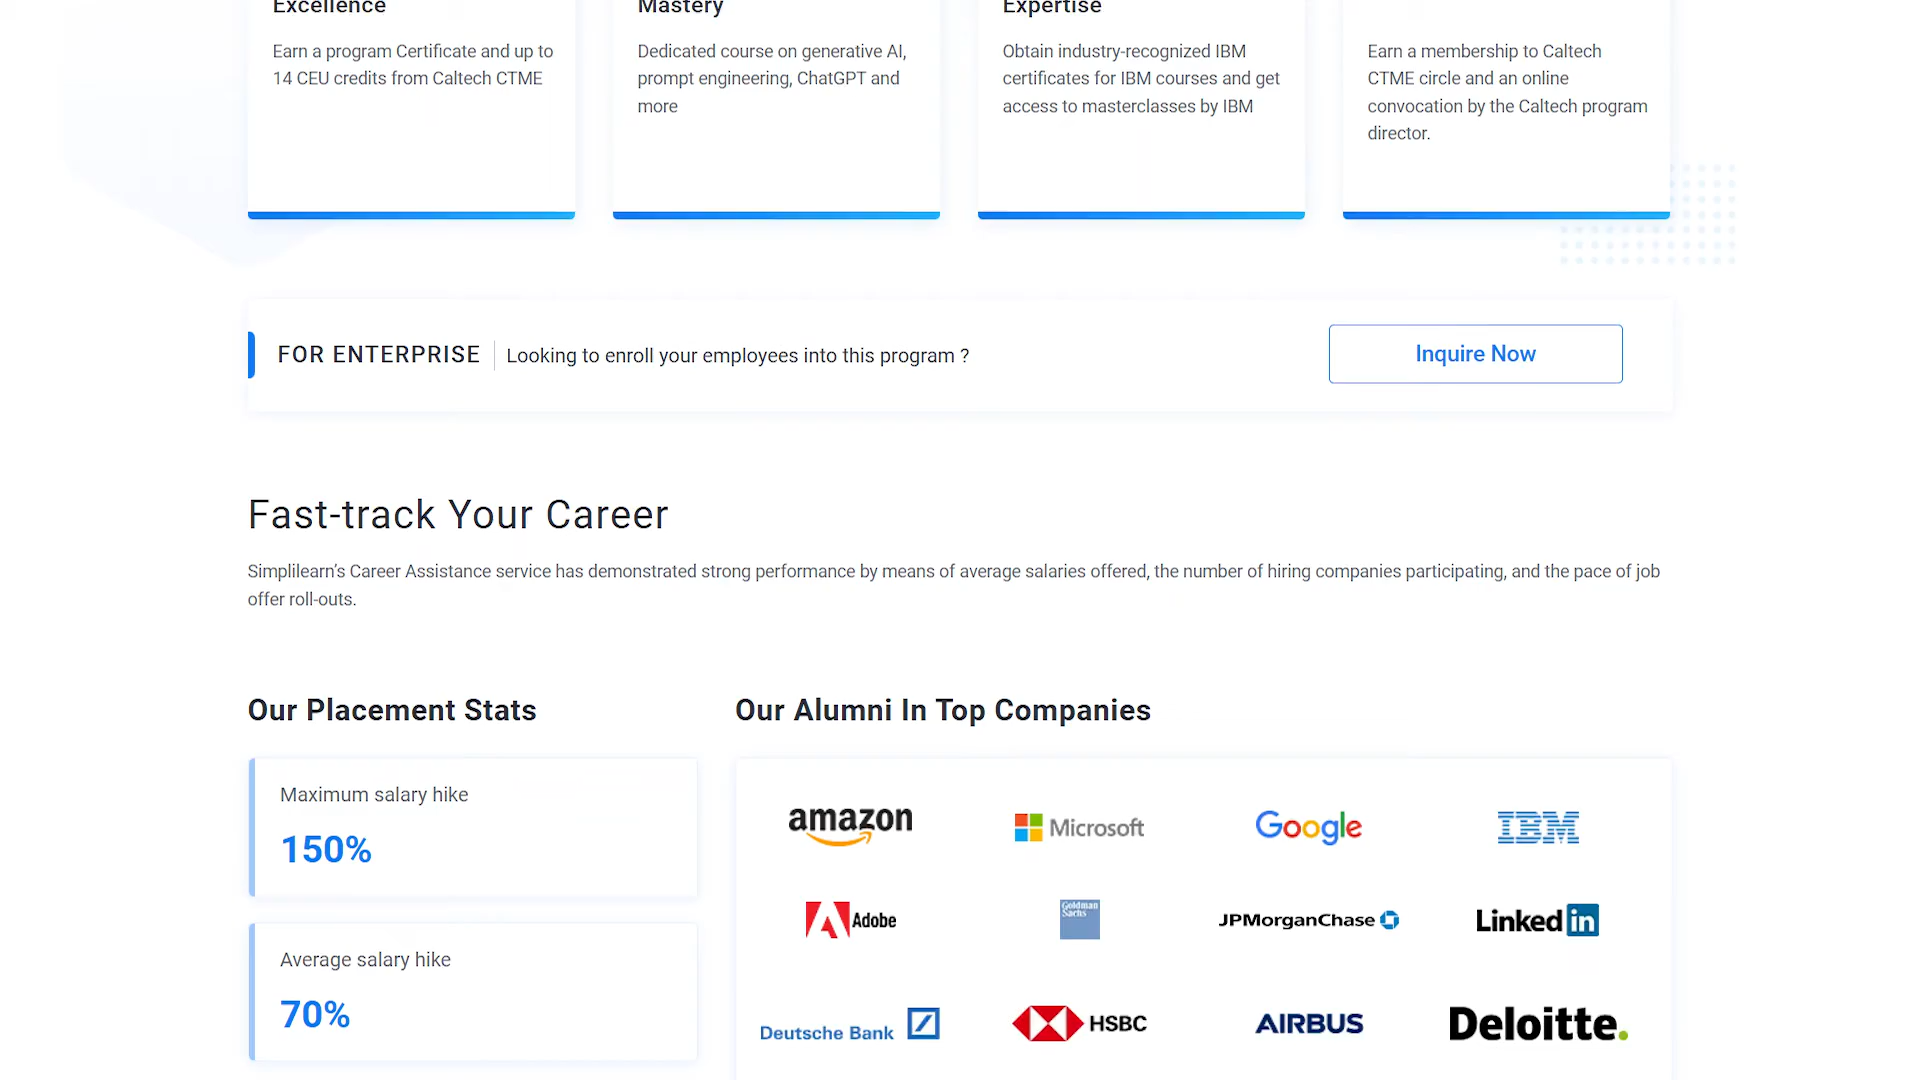 Excellence
Earn a program Certificate and up to
14 CEU credits from Caltech CTME
Mastery
Dedicated course on generative AI,
prompt engineering, ChatGPT and
more
Expertise
Obtain industry-recognized IBM
certificates for IBM courses and get
access to masterclasses by IBM
Earn a membership to Caltech
CTME circle and an online
convocation by the Caltech program
director.
FOR ENTERPRISE
Looking to enroll your employees into this program ?
Inquire Now
Fast-track Your Career
Simplilearn’s Career Assistance service has demonstrated strong performance by means of average salaries offered, the number of hiring companies participating, and the pace of job
offer roll-outs.
Our Placement Stats
Maximum salary hike
150%
Average salary hike
70%
Our Alumni In Top Companies
amazon
Microsoft
Google
IBM
Adobe
Goldman
Sachs
JPMorganChase
Linked in
Deutsche Bank
HSBC
AIRBUS
Deloitte.